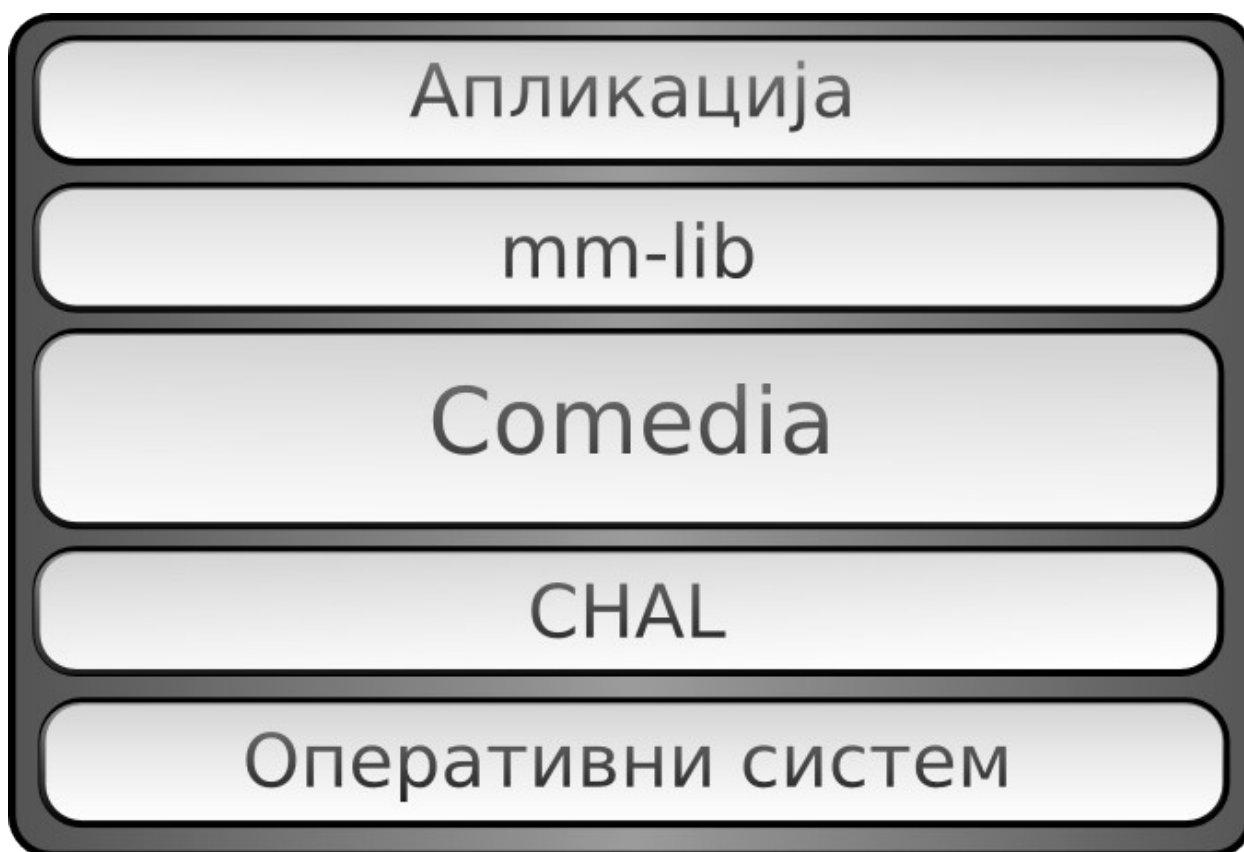 Апликација
mm-lib
Comedia
CHAL
Оперативни систем